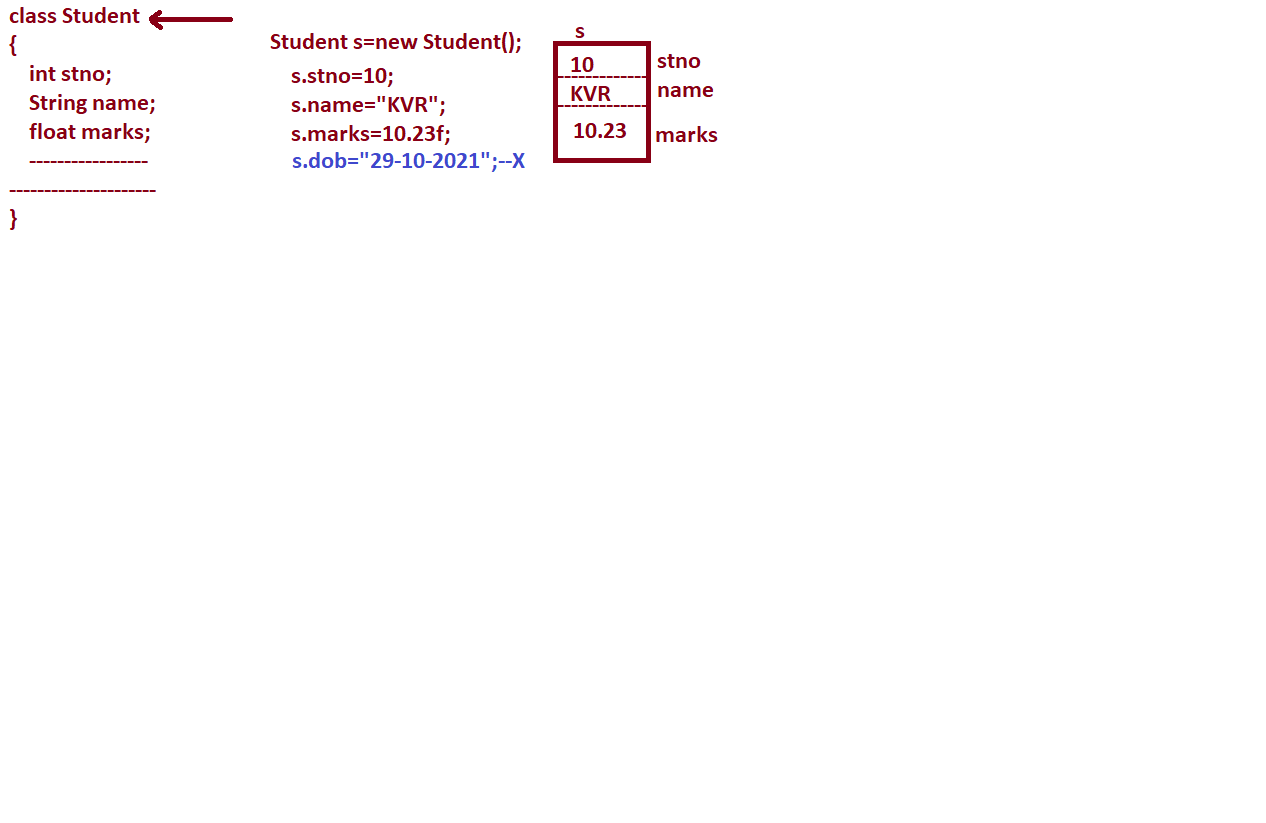 class Student
{
int stno;
String name;
float marks;
-----------------
---------------------
}
Student s=new Student();
s.stno=10;
s.name="KVR";
s.marks=10.23f;
s.dob="29-10-2021";--X
s
10 stno
KVR name
10.23 marks